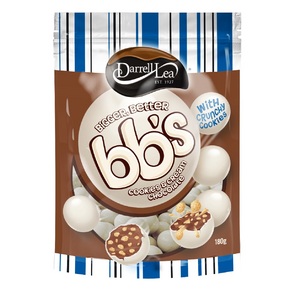 Darrell Lea
EST. 1927
BIGGER, BETTER
bb's
COOKIES & CREAM
CHOCOLATE
WITH
CRUNCHY
COOKIES
180g